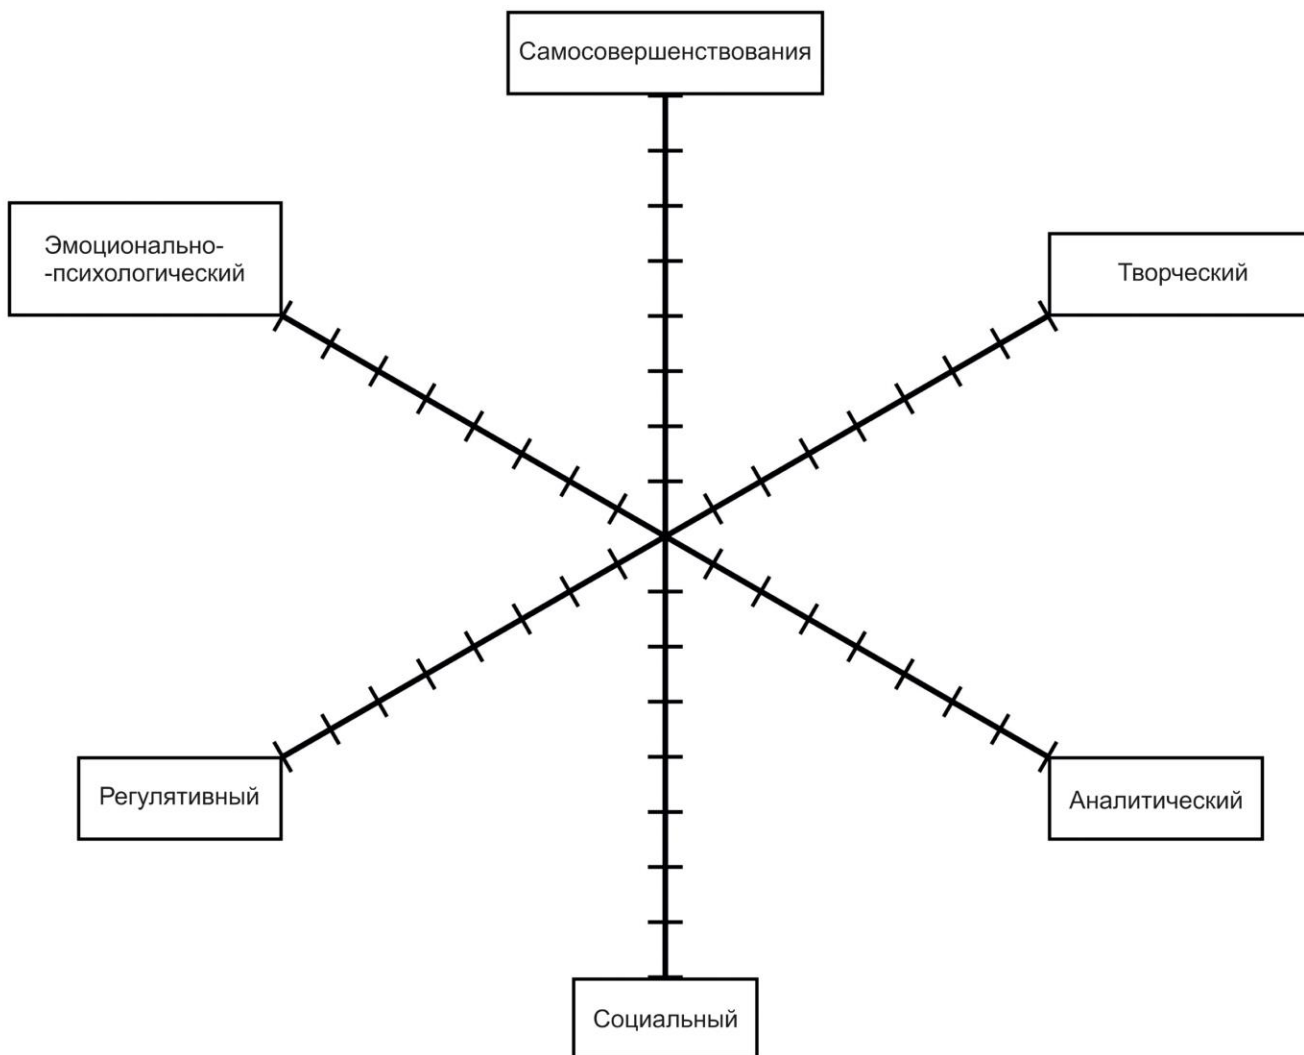 Самосовершенствования
Эмоционально-
-психологический
Творческий
Регулятивный
Аналитический
Социальный